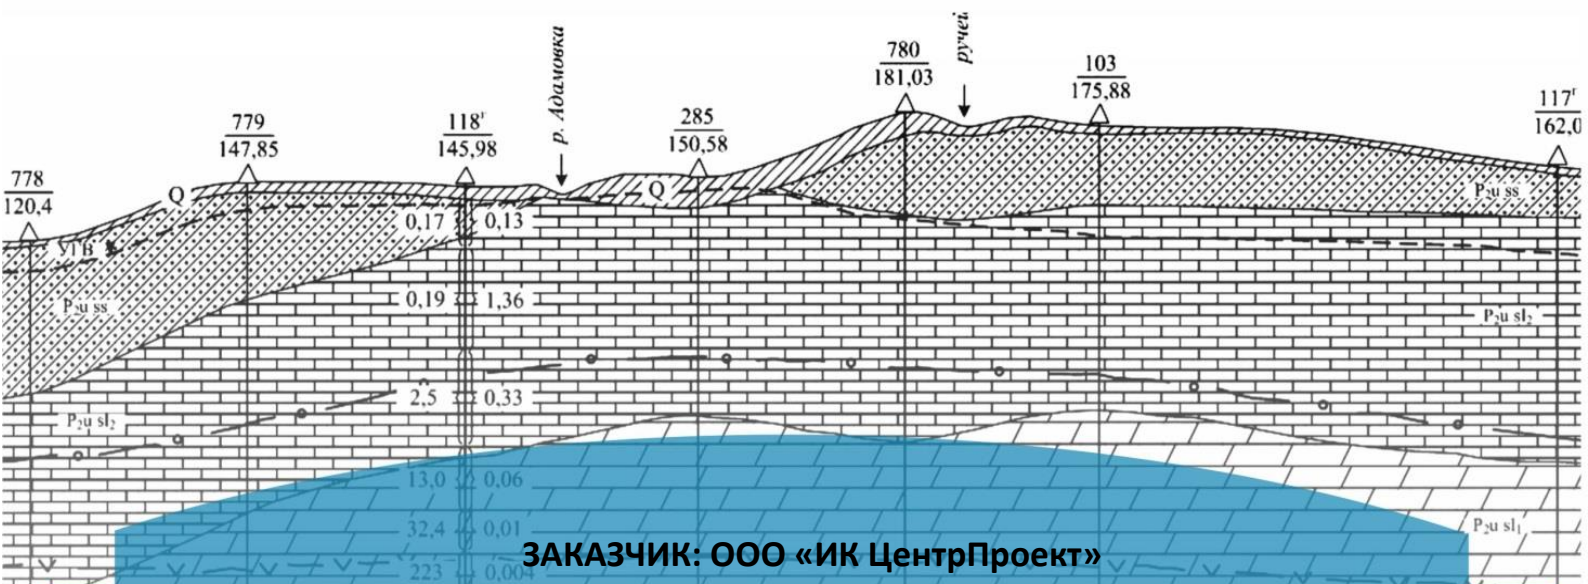 ручей
780
181,03
р. Адамовка
103
175,88
117г
162,0
285
150,58
779
147,85
118г
145,98
778
120,4
Q
Q
P₂u ss
0,17 0,13
УГВ
P₂u ss
0,19 1,36
P₂u sl₂
2,5 0,33
P₂u sl₂
13,0 0,06
32,4 0,01
P₂u sl₁
ЗАКАЗЧИК: ООО «ИК ЦентрПроект»
223 0,004